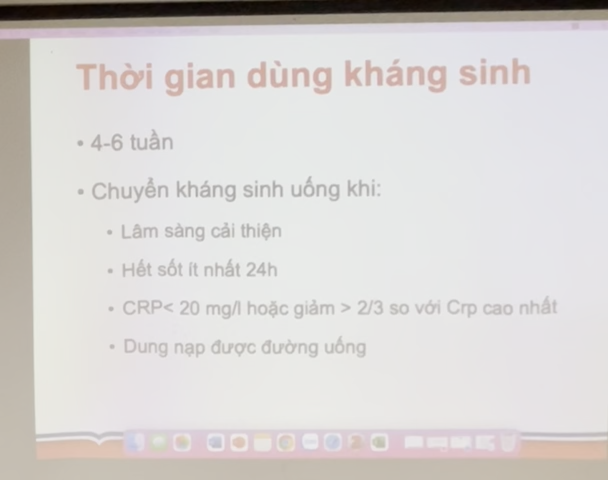 Thời gian dùng kháng sinh
• 4-6 tuần
• Chuyển kháng sinh uống khi:
• Lâm sàng cải thiện
• Hết sốt ít nhất 24h
• CRP< 20 mg/l hoặc giảm > 2/3 so với Crp cao nhất
• Dung nạp được đường uống